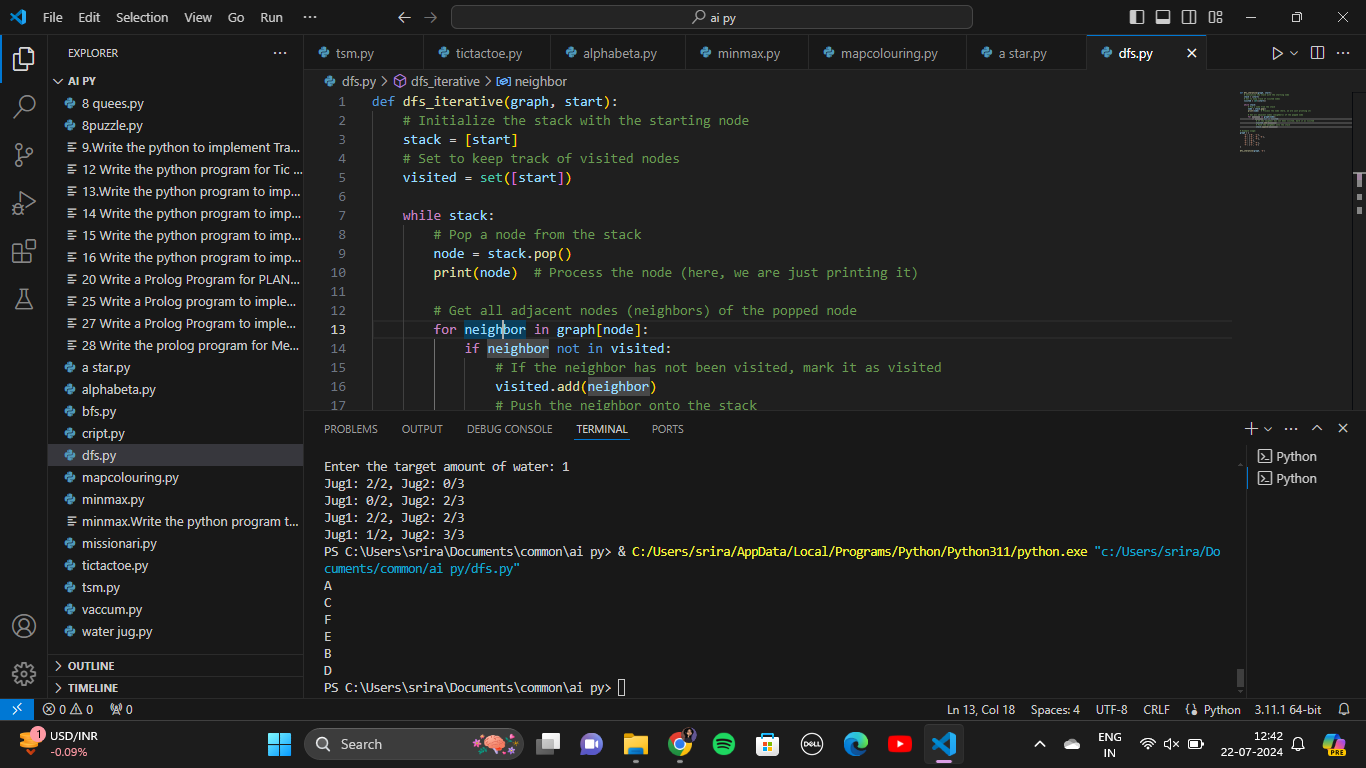 File Edit Selection View Go Run ··· ai py
EXPLORER ···
AI PY
8 quees.py
8puzzle.py
9.Write the python to implement Tra...
12 Write the python program for Tic ...
13.Write the python program to imp...
14 Write the python program to imp...
15 Write the python program to imp...
16 Write the python program to imp...
20 Write a Prolog Program for PLAN...
25 Write a Prolog program to imple...
27 Write a Prolog Program to imple...
28 Write the prolog program for Me...
a star.py
alphabeta.py
bfs.py
cript.py
dfs.py
mapcolouring.py
minmax.py
minmax.Write the python program t...
missionari.py
tictactoe.py
tsm.py
vaccum.py
water jug.py
OUTLINE
TIMELINE
tsm.py tictactoe.py alphabeta.py minmax.py mapcolouring.py a star.py dfs.py
dfs.py > dfs_iterative > neighbor
1 def dfs_iterative(graph, start):
2 # Initialize the stack with the starting node
3 stack = [start]
4 # Set to keep track of visited nodes
5 visited = set([start])
6
7 while stack:
8 # Pop a node from the stack
9 node = stack.pop()
10 print(node)  # Process the node (here, we are just printing it)
11
12 # Get all adjacent nodes (neighbors) of the popped node
13 for neighbor in graph[node]:
14 if neighbor not in visited:
15 # If the neighbor has not been visited, mark it as visited
16 visited.add(neighbor)
17 # Push the neighbor onto the stack
PROBLEMS OUTPUT DEBUG CONSOLE TERMINAL PORTS
Enter the target amount of water: 1
Jug1: 2/2, Jug2: 0/3
Jug1: 0/2, Jug2: 2/3
Jug1: 2/2, Jug2: 2/3
Jug1: 1/2, Jug2: 3/3
PS C:\Users\srira\Documents\common\ai py> & C:/Users/srira/AppData/Local/Programs/Python/Python311/python.exe "c:/Users/srira/Do
cuments/common/ai py/dfs.py"
A
C
F
E
B
D
PS C:\Users\srira\Documents\common\ai py>
Python
Python
0 0 0 Ln 13, Col 18 Spaces: 4 UTF-8 CRLF Python 3.11.1 64-bit
1 USD/INR
-0.09%
Search
DELL
ENG
IN
12:42
22-07-2024
PRE